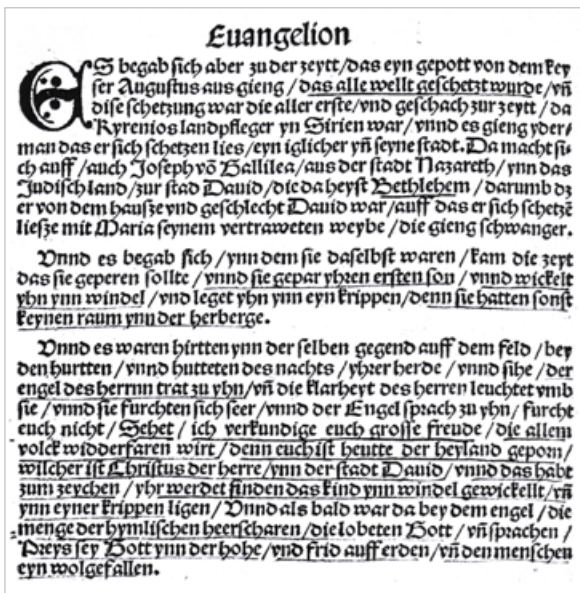 Euangelion
ES begab sich aber zu der zeytt/das eyn gepott von dem key
ser Augustus aus gieng/das alle wellt geschetzt wurde/vñ
dise schetzung war die aller erste/vnd geschach zur zeytt/da
Kyrenios landpfleger yn Sirien war/vnnd es gieng yder-
man das er sich schetzen lies/eyn iglicher yñ seyne stadt. Da macht si-
ch auff/auch Joseph võ Gallilea/aus der stadt Nazareth/ynn das
Judisch land/zur stad Dauid/die da heyst Bethlehem/darumb dz
er von dem hausze vnd geschlecht Dauid war/auff das er sich schetzẽ
liesze mit Maria seynem vertraweten weybe/die gieng schwanger.
Vnnd es begab sich/ynn dem sie daselbst waren/kam die zeyt
das sie geperen sollte/vnnd sie gepar yhren ersten son/vnnd wickelt
yhn ynn windel/vnd leget yhn ynn eyn krippen/denn sie hatten sonst
keynen raum ynn der herberge.
Vnnd es waren hirtten ynn der selben gegend auff dem feld/bey
den hurtten/vnnd hutteten des nachts/yhrer herde/vnnd sihe/der
engel des herrnn trat zu yhn/vñ die klarheyt des herren leuchtet vmb
sie/vnnd sie furchten sich seer/vnnd der Engel sprach zu yhn/furcht
euch nicht/Sehet/ich verkundige euch grosse freude/die allem
volck widderfaren wirt/denn euch ist heutte der heyland geporn/
wilcher ist Christus der herre/ynn der stadt Dauid/vnnd das habt
zum zeychen/yhr werdet finden das kind ynn windel gewickellt/vñ
ynn eyner krippen ligen/Vnnd als bald war da bey dem engel/die
menge der hymlischen heerscharen/die lobeten Gott/vñ sprachen/
Preys sey Gott ynn der hohe/vnd frid auff erden/vñ den menschen
eyn wolgefallen.